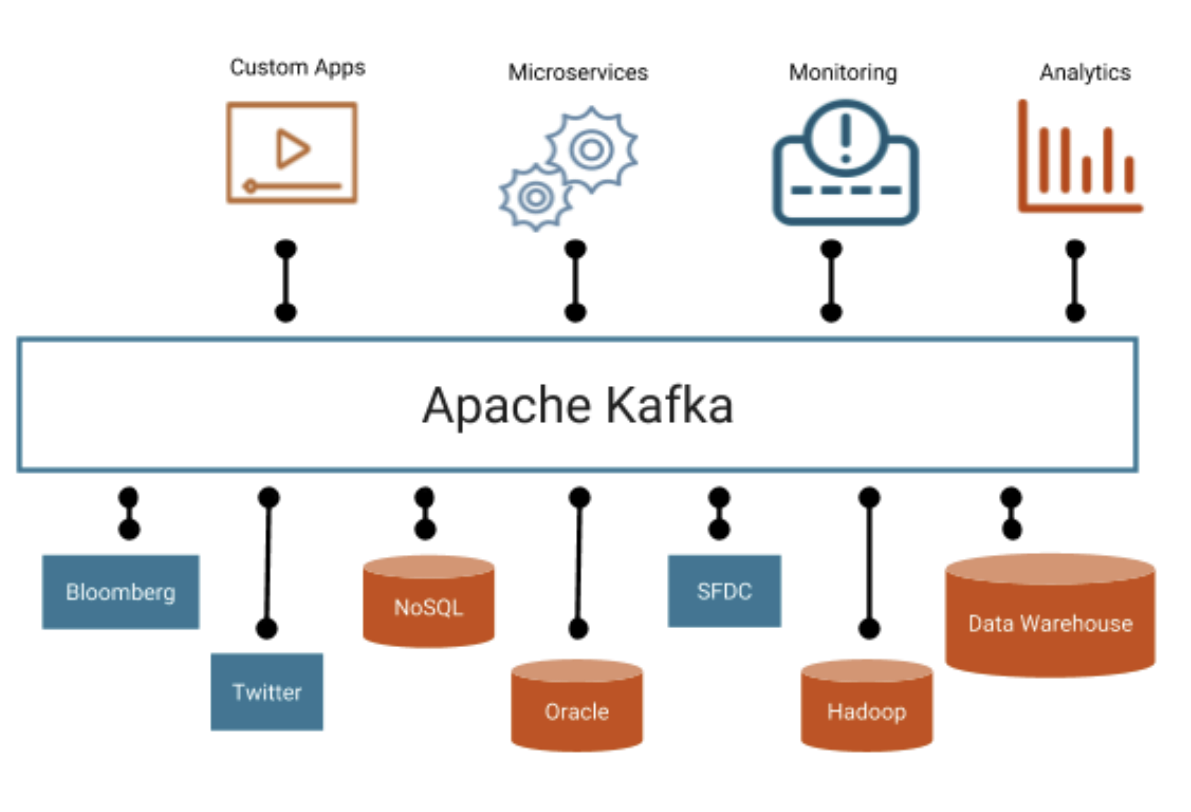 Custom Apps
Microservices
Monitoring
Analytics
Apache Kafka
Bloomberg
Twitter
NoSQL
Oracle
SFDC
Hadoop
Data Warehouse